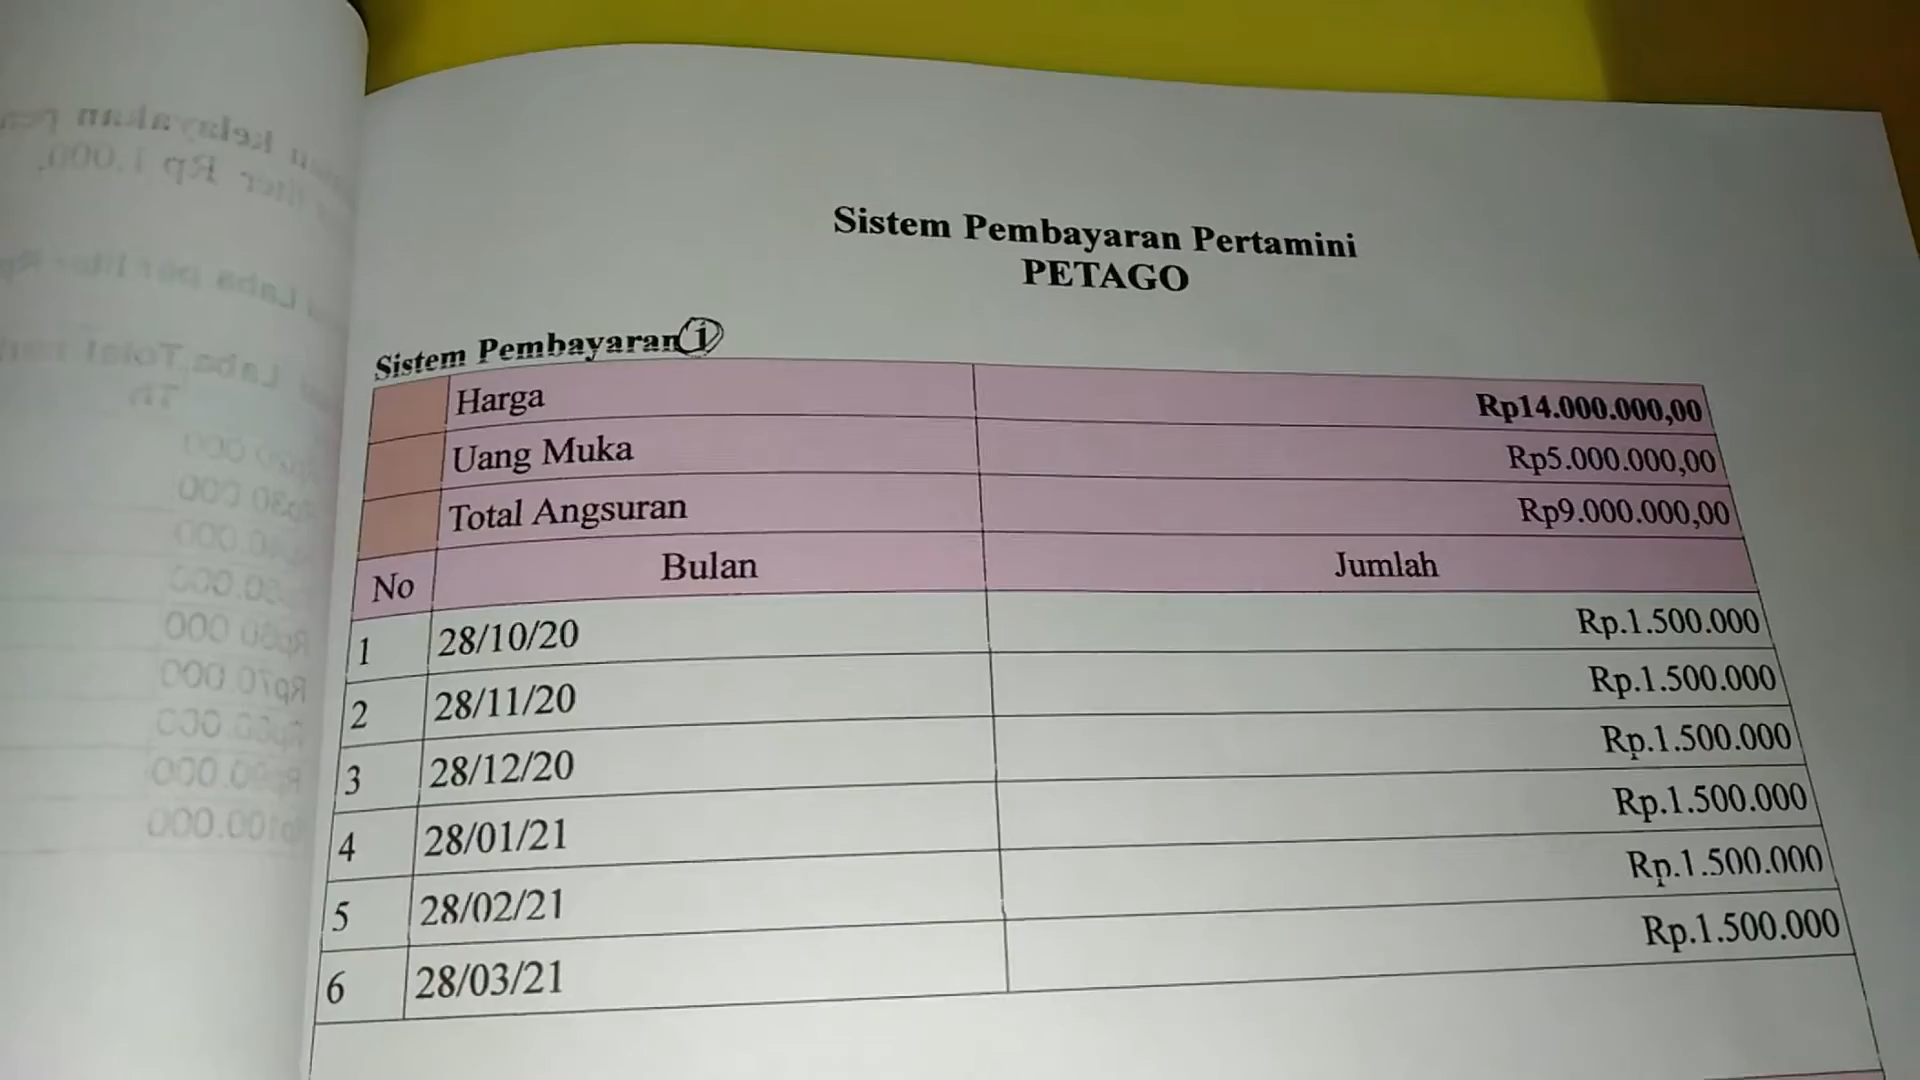 Sistem Pembayaran Pertamini
PETAGO
Sistem Pembayaran 1
Harga Rp14.000.000,00
Uang Muka Rp5.000.000,00
Total Angsuran Rp9.000.000,00
No Bulan Jumlah
1 28/10/20 Rp.1.500.000
2 28/11/20 Rp.1.500.000
3 28/12/20 Rp.1.500.000
4 28/01/21 Rp.1.500.000
5 28/02/21 Rp.1.500.000
6 28/03/21 Rp.1.500.000